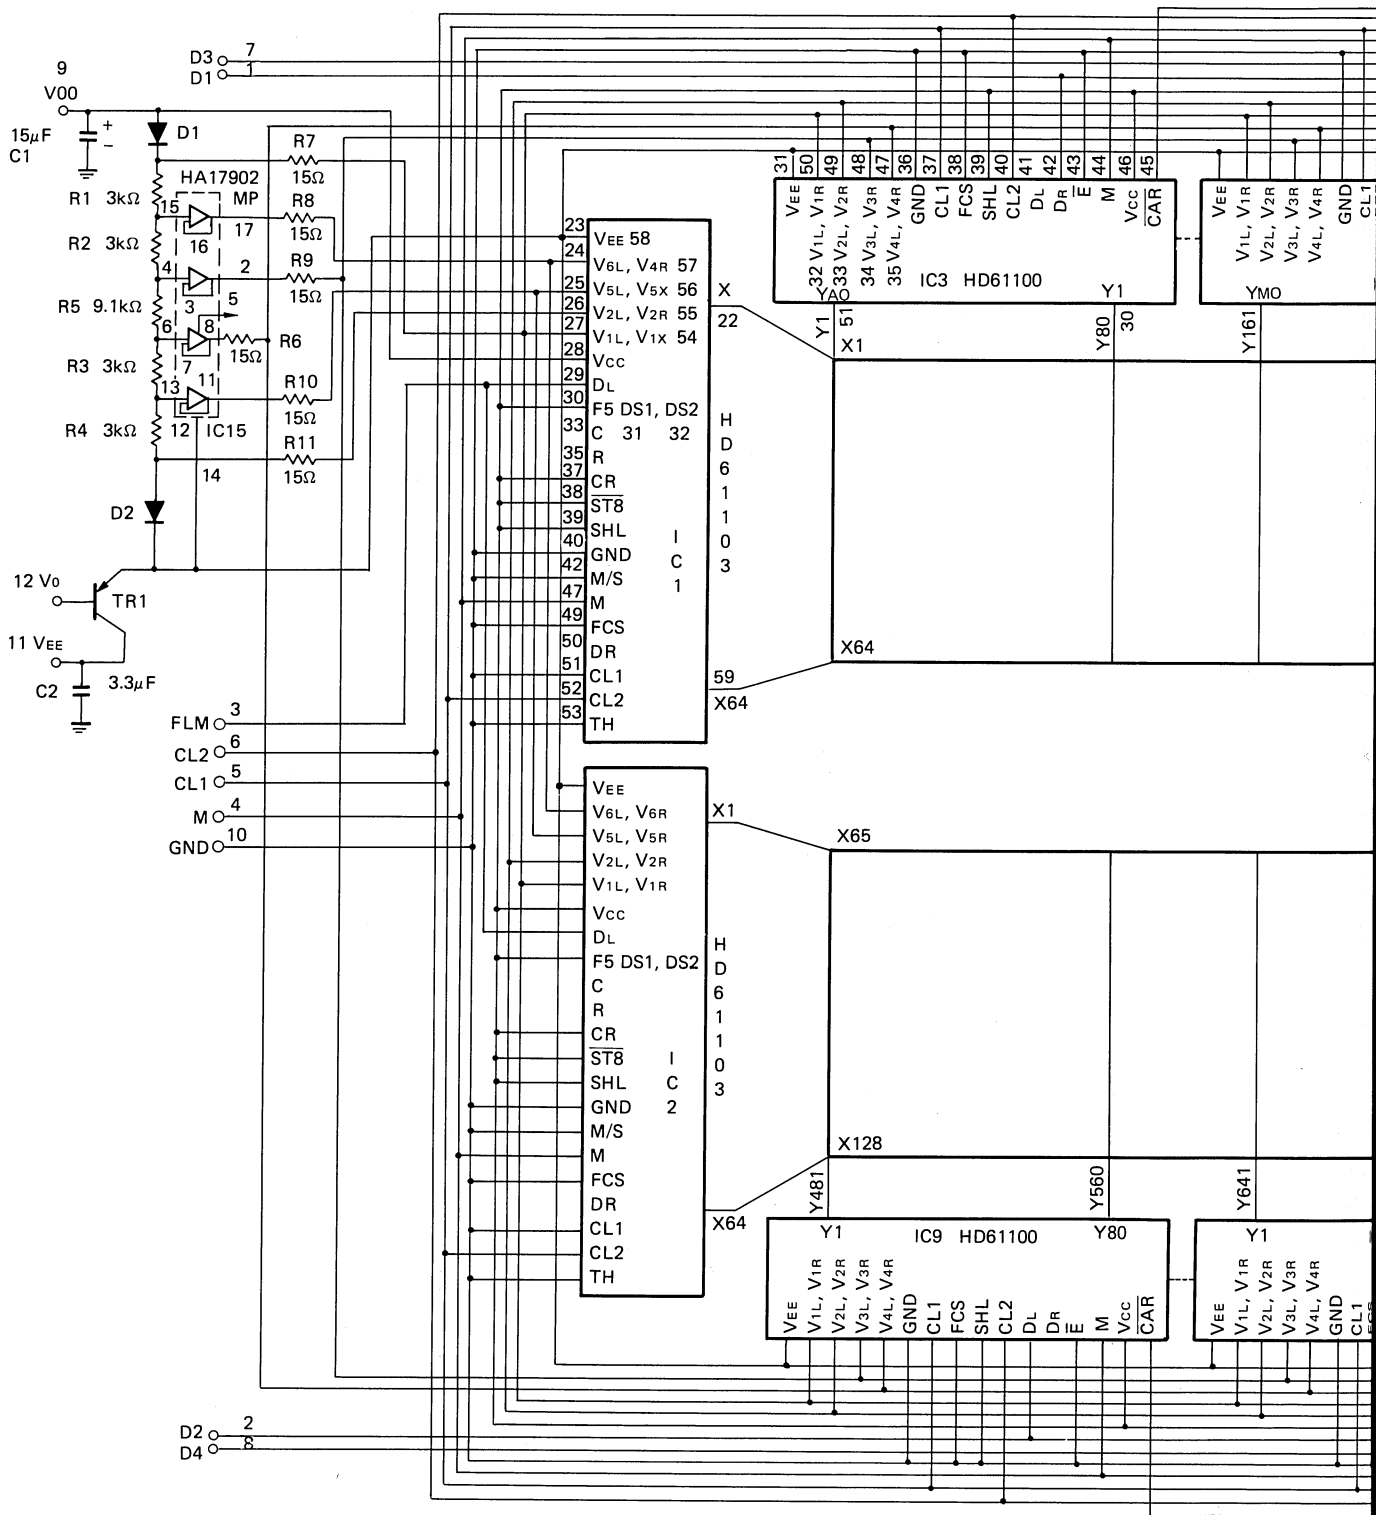 D3 7
D1 1
9
V00
15μF
C1
+
−
D1
R7
15Ω
HA17902
MP
R1 3kΩ
15
16
17
R8
15Ω
R2 3kΩ
4
3
2
R9
15Ω
5
R5 9.1kΩ
6
8
7
15Ω
R6
R3 3kΩ
13
11
R10
15Ω
12
IC15
R4 3kΩ
R11
15Ω
14
D2
12 V0
TR1
11 VEE
C2
3.3μF
FLM 3
CL2 6
CL1 5
M 4
GND 10
23
VEE 58
24
V6L, V4R 57
25
V5L, V5X 56
26
V2L, V2R 55
27
V1L, V1X 54
28
VCC
29
DL
30
F5 DS1, DS2
33
C 31 32
35
R
37
CR
38
ST8
39
SHL
40
GND
42
M/S
47
M
49
FCS
50
DR
51
CL1
52
CL2
53
TH
IC1
HD61103
X
22
59
X64
31 50 49 48 47 36 37 38 39 40 41 42 43 44 46 45
VEE
32 V1L, V1R
33 V2L, V2R
34 V3L, V3R
35 V4L, V4R
GND
CL1
FCS
SHL
CL2
DL
DR
E
M
VCC
CAR
IC3 HD61100
YAO
Y1
Y1 51
Y80 30
VEE
V1L, V1R
V2L, V2R
V3L, V3R
V4L, V4R
GND
CL1
YMO
Y161
X1
X64
VEE
V6L, V6R
V5L, V5R
V2L, V2R
V1L, V1R
VCC
DL
F5 DS1, DS2
C
R
CR
ST8
SHL
GND
M/S
M
FCS
DR
CL1
CL2
TH
IC2
HD61103
X1
X64
X65
X128
Y481
Y560
Y641
Y1
IC9 HD61100
Y80
Y1
VEE
V1L, V1R
V2L, V2R
V3L, V3R
V4L, V4R
GND
CL1
FCS
SHL
CL2
DL
DR
E
M
VCC
CAR
VEE
V1L, V1R
V2L, V2R
V3L, V3R
V4L, V4R
GND
CL1
D2 2
D4 8